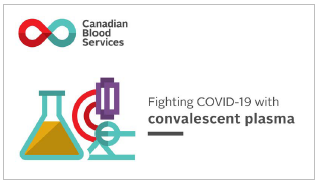 Canadian
Blood
Services
Fighting COVID-19 with
convalescent plasma